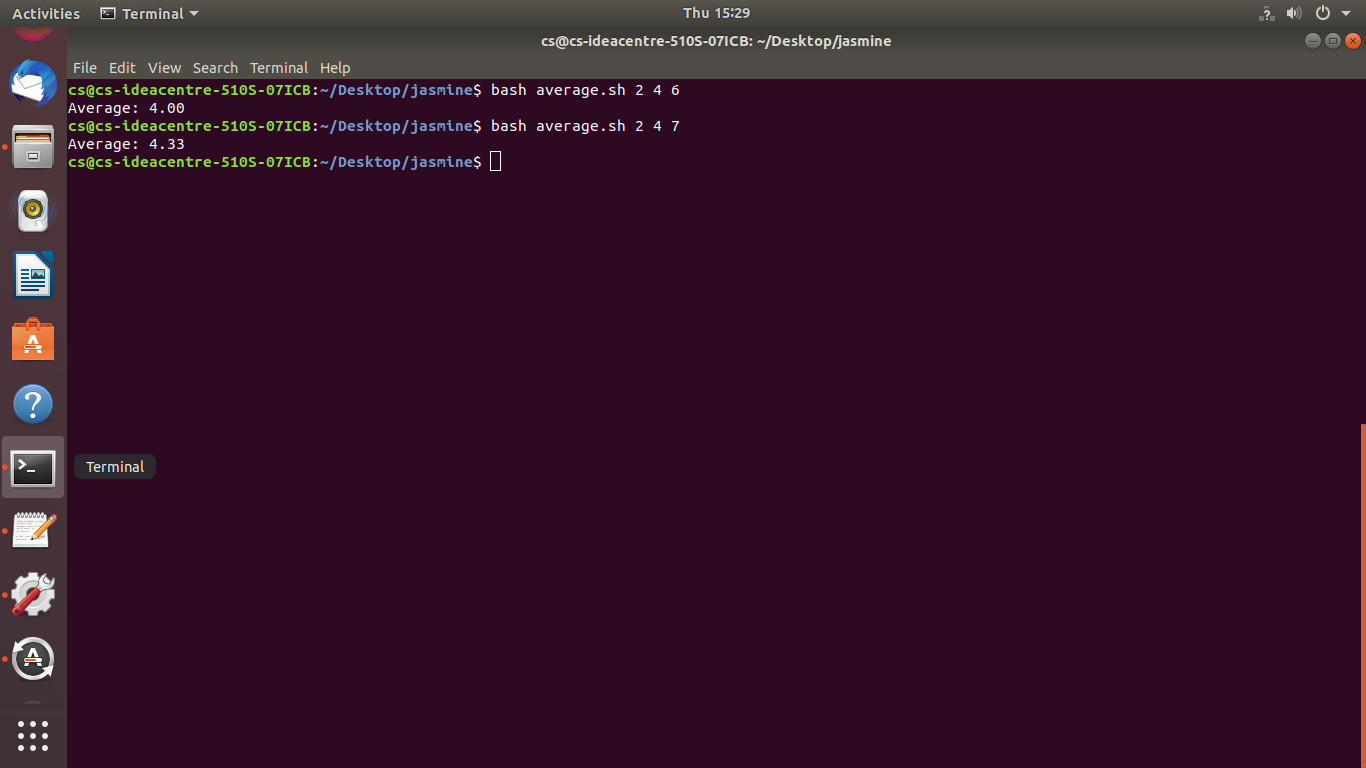 Activities Terminal Thu 15:29
cs@cs-ideacentre-510S-07ICB: ~/Desktop/jasmine
File Edit View Search Terminal Help
cs@cs-ideacentre-510S-07ICB:~/Desktop/jasmine$ bash average.sh 2 4 6
Average: 4.00
cs@cs-ideacentre-510S-07ICB:~/Desktop/jasmine$ bash average.sh 2 4 7
Average: 4.33
cs@cs-ideacentre-510S-07ICB:~/Desktop/jasmine$
Terminal